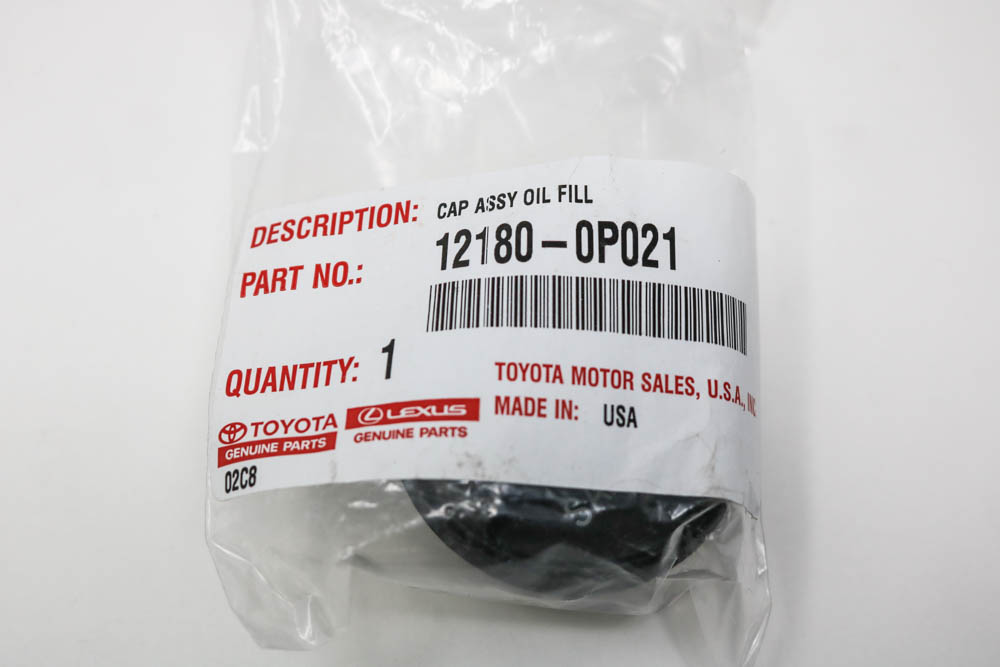 DESCRIPTION: CAP ASSY OIL FILL
PART NO.: 12180-0P021
QUANTITY: 1
TOYOTA MOTOR SALES, U.S.A., INC
MADE IN: USA
TOYOTA
GENUINE PARTS
LEXUS
GENUINE PARTS
02C8